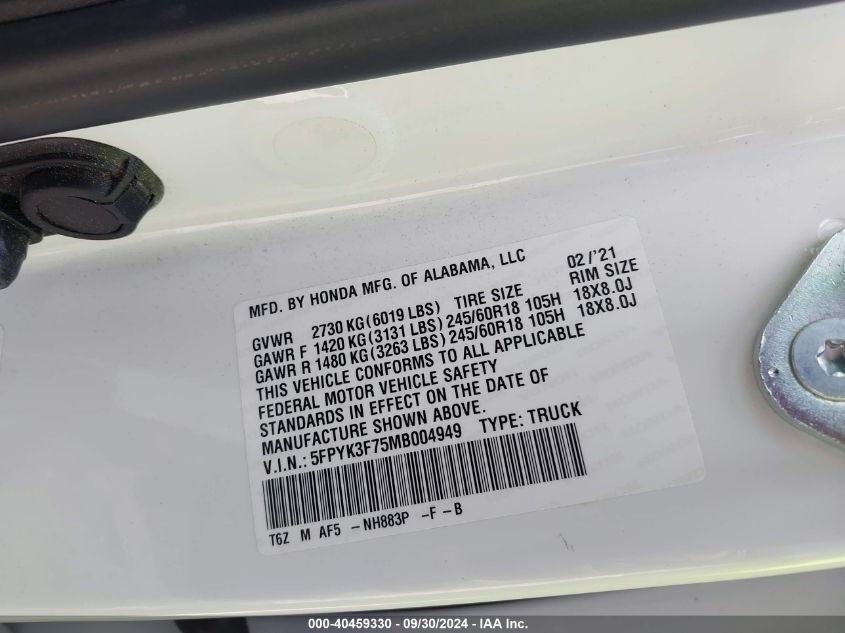 MFD. BY HONDA MFG. OF ALABAMA, LLC 02/'21
GVWR 2730 KG(6019 LBS) TIRE SIZE RIM SIZE
GAWR F 1420 KG(3131 LBS) 245/60R18 105H 18X8.0J
GAWR R 1480 KG(3263 LBS) 245/60R18 105H 18X8.0J
THIS VEHICLE CONFORMS TO ALL APPLICABLE
FEDERAL MOTOR VEHICLE SAFETY
STANDARDS IN EFFECT ON THE DATE OF
MANUFACTURE SHOWN ABOVE.
V.I.N.: 5FPYK3F75MB004949 TYPE: TRUCK
T6Z M AF5 -NH883P -F-B
000-40459330 - 09/30/2024 - IAA Inc.